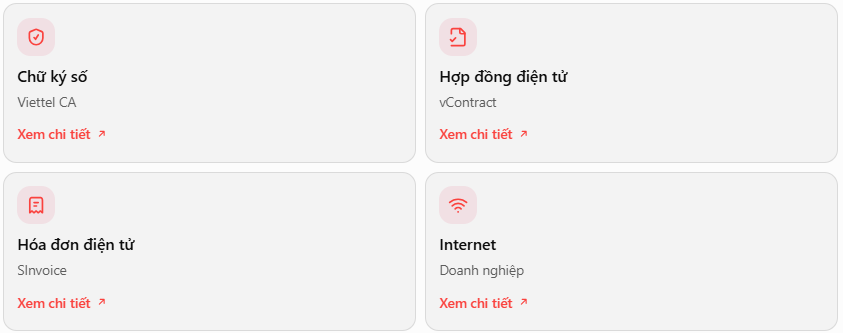 Chữ ký số
Viettel CA
Xem chi tiết
Hợp đồng điện tử
vContract
Xem chi tiết
Hóa đơn điện tử
SInvoice
Xem chi tiết
Internet
Doanh nghiệp
Xem chi tiết